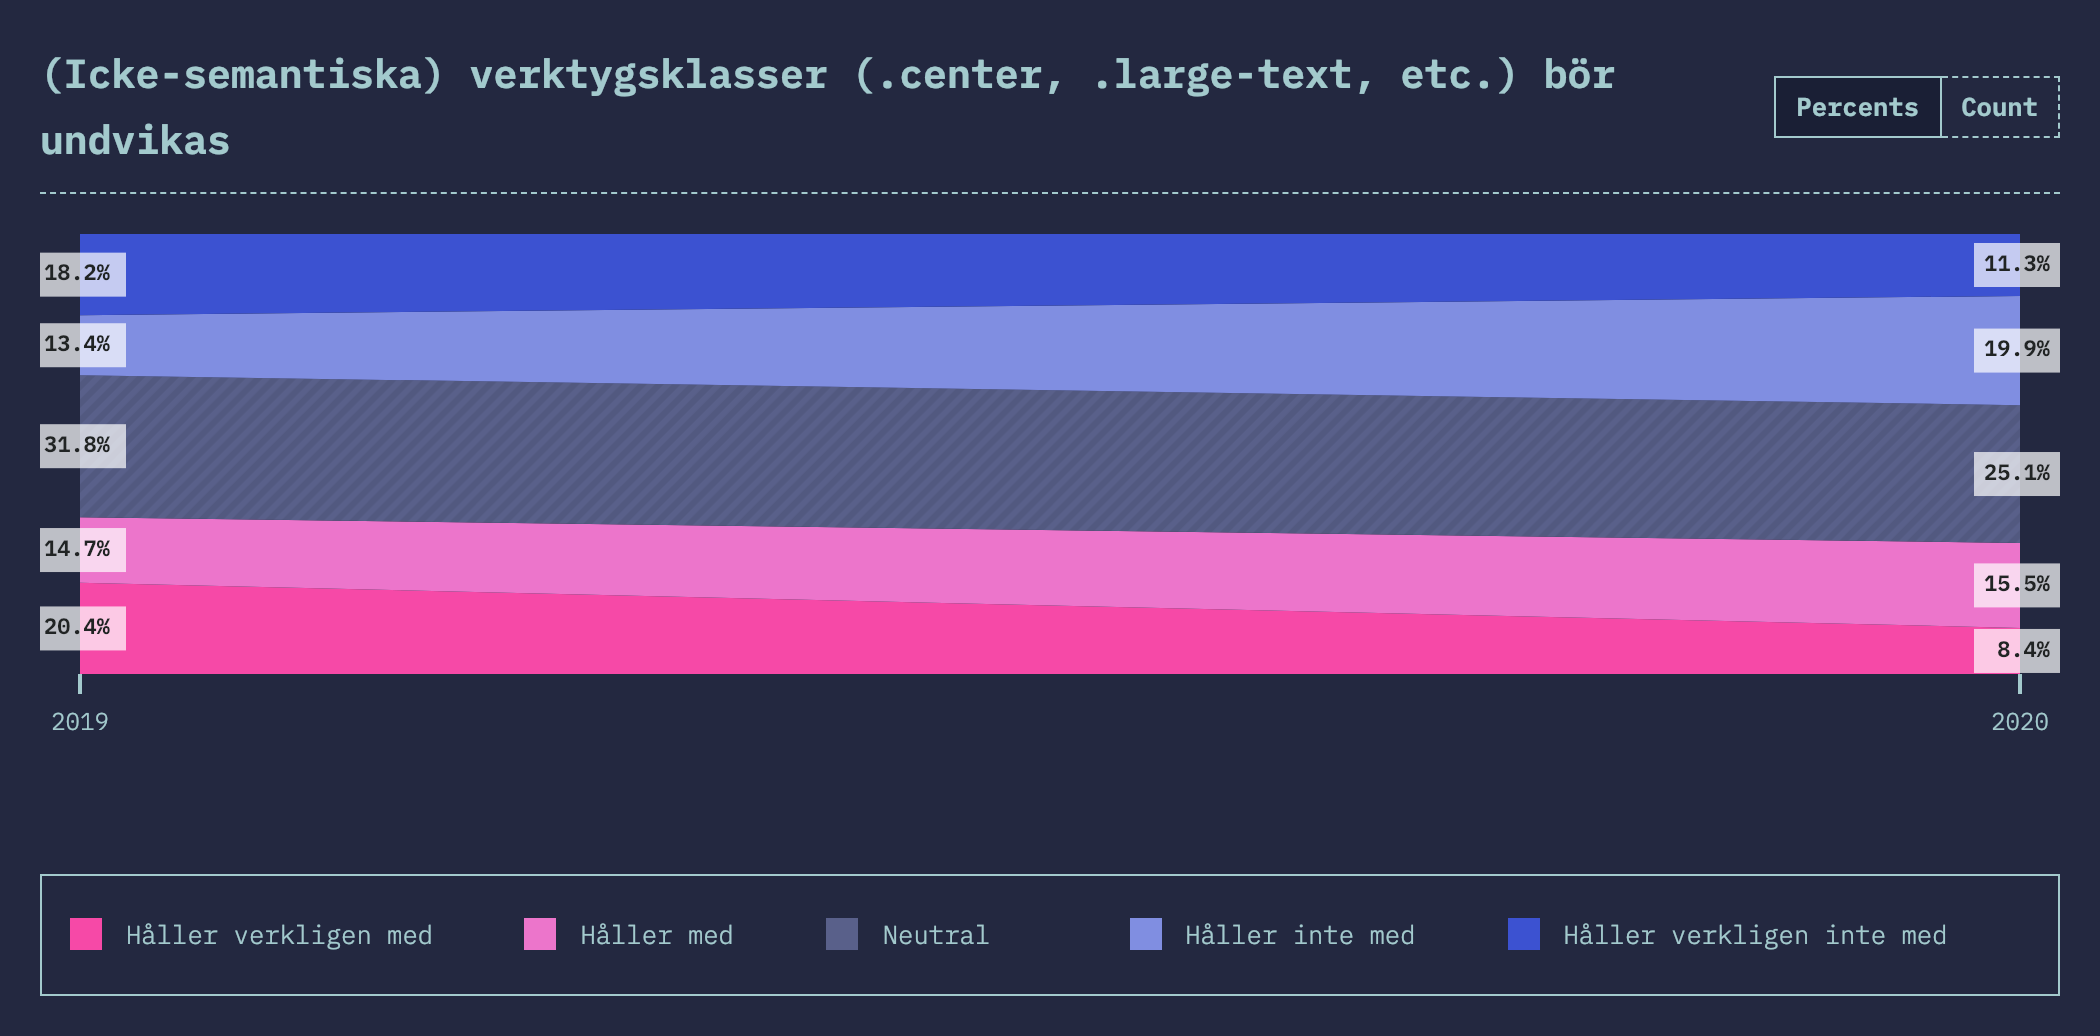 (Icke-semantiska) verktygsklasser (.center, .large-text, etc.) bör
undvikas
Percents
Count
18.2%
13.4%
31.8%
14.7%
20.4%
11.3%
19.9%
25.1%
15.5%
8.4%
2019
2020
Håller verkligen med
Håller med
Neutral
Håller inte med
Håller verkligen inte med